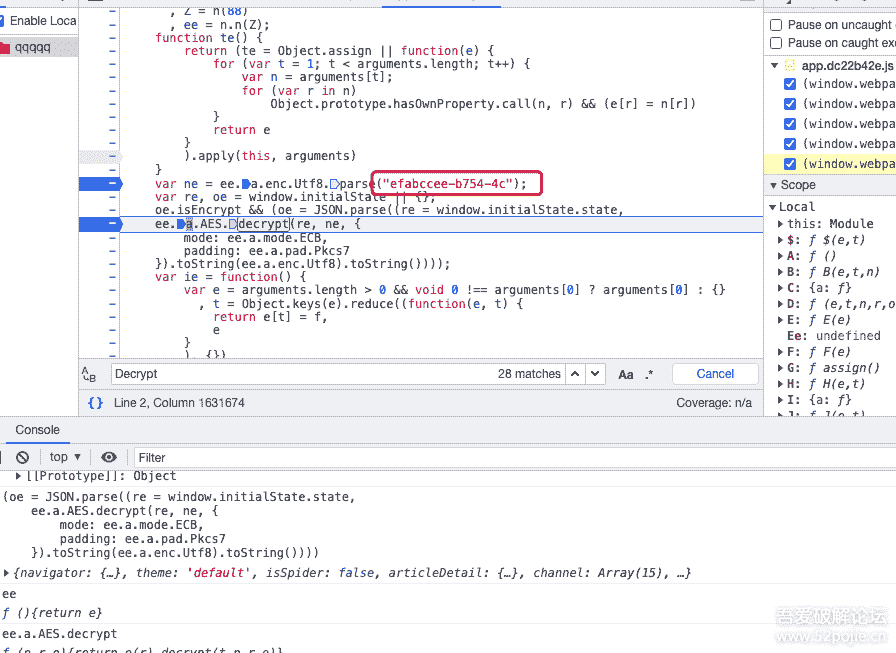 , Z = n(88)
Enable Loca
, ee = n.n(Z);
Pause on uncaught
function te() {
Pause on caught exc
qqqqq
return (te = Object.assign || function(e) {
for (var t = 1; t < arguments.length; t++) {
app.dc22b42e.js
var n = arguments[t];
(window.webpa
for (var r in n)
(window.webpa
Object.prototype.hasOwnProperty.call(n, r) && (e[r] = n[r])
}
(window.webpa
return e
}
(window.webpa
).apply(this, arguments)
(window.webpa
}
var ne = ee.a.enc.Utf8.parse("efabccee-b754-4c");
Scope
var re, oe = window.initialState || {};
Local
oe.isEncrypt && (oe = JSON.parse((re = window.initialState.state,
this: Module
ee.a.AES.decrypt(re, ne, {
$: ƒ $(e,t)
mode: ee.a.mode.ECB,
A: ƒ ()
padding: ee.a.pad.Pkcs7
B: ƒ B(e,t,n)
}).toString(ee.a.enc.Utf8).toString())));
C: {a: ƒ}
var ie = function() {
D: ƒ (e,t,n,r,o
var e = arguments.length > 0 && void 0 !== arguments[0] ? arguments[0] : {}
E: ƒ E(e)
, t = Object.keys(e).reduce((function(e, t) {
Ee: undefined
return e[t] = f,
F: ƒ F(e)
e
G: ƒ assign()
}
H: ƒ H(e,t)
), {})
I: {a: ƒ}
J: ƒ J(e,t)
Decrypt
28 matches
Aa .*
Cancel
{} Line 2, Column 1631674
Coverage: n/a
Console
top
Filter
[[Prototype]]: Object
(oe = JSON.parse((re = window.initialState.state,
ee.a.AES.decrypt(re, ne, {
mode: ee.a.mode.ECB,
padding: ee.a.pad.Pkcs7
}).toString(ee.a.enc.Utf8).toString())))
{navigator: {…}, theme: 'default', isSpider: false, articleDetail: {…}, channel: Array(15), …}
ee
ƒ (){return e}
ee.a.AES.decrypt
ƒ (n,r,o){return e(r).decrypt(t,n,r,o)}
吾爱破解论坛
www.52pojie.cn